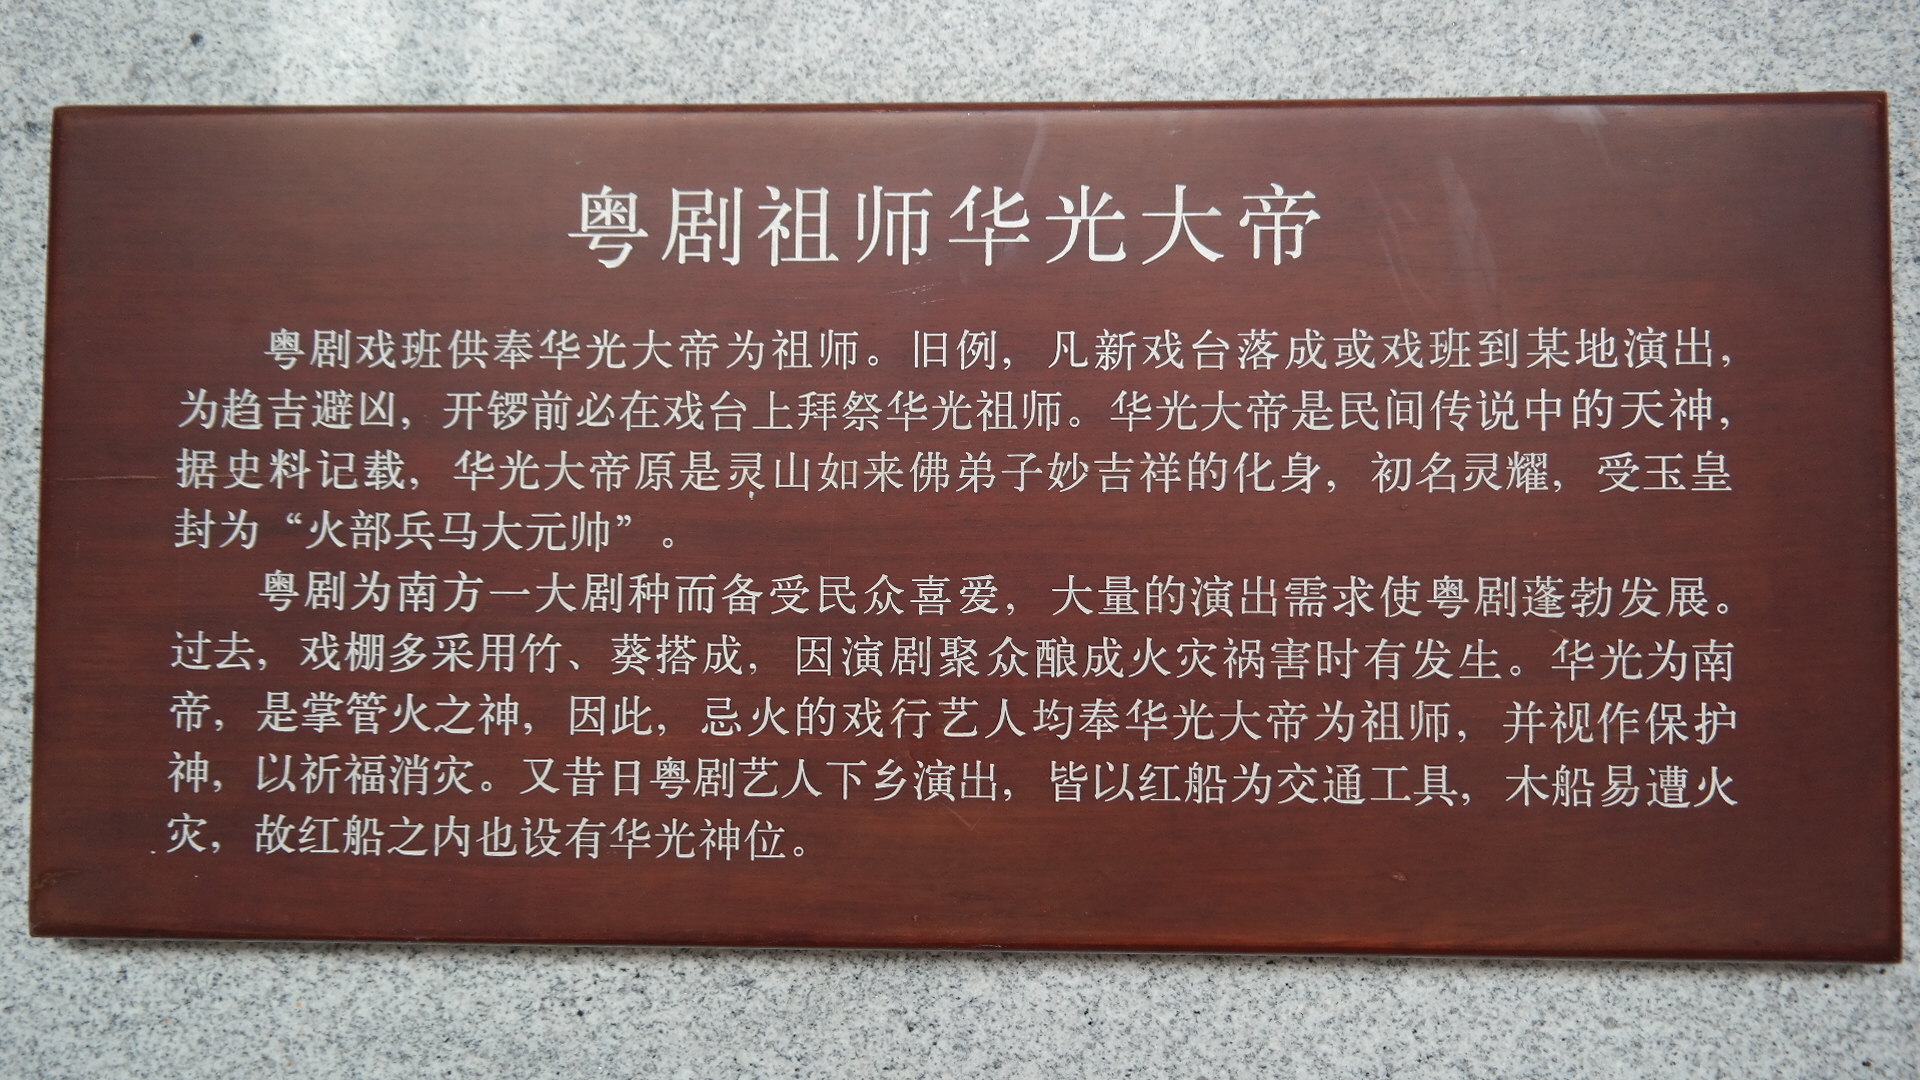 粤剧祖师华光大帝
粤剧戏班供奉华光大帝为祖师。旧例，凡新戏台落成或戏班到某地演出，
为趋吉避凶，开锣前必在戏台上拜祭华光祖师。华光大帝是民间传说中的天神，
据史料记载，华光大帝原是灵山如来佛弟子妙吉祥的化身，初名灵耀，受玉皇
封为“火部兵马大元帅”。
粤剧为南方一大剧种而备受民众喜爱，大量的演出需求使粤剧蓬勃发展。
过去，戏棚多采用竹、葵搭成，因演剧聚众酿成火灾祸害时有发生。华光为南
帝，是掌管火之神，因此，忌火的戏行艺人均奉华光大帝为祖师，并视作保护
神，以祈福消灾。又昔日粤剧艺人下乡演出，皆以红船为交通工具，木船易遭火
灾，故红船之内也设有华光神位。